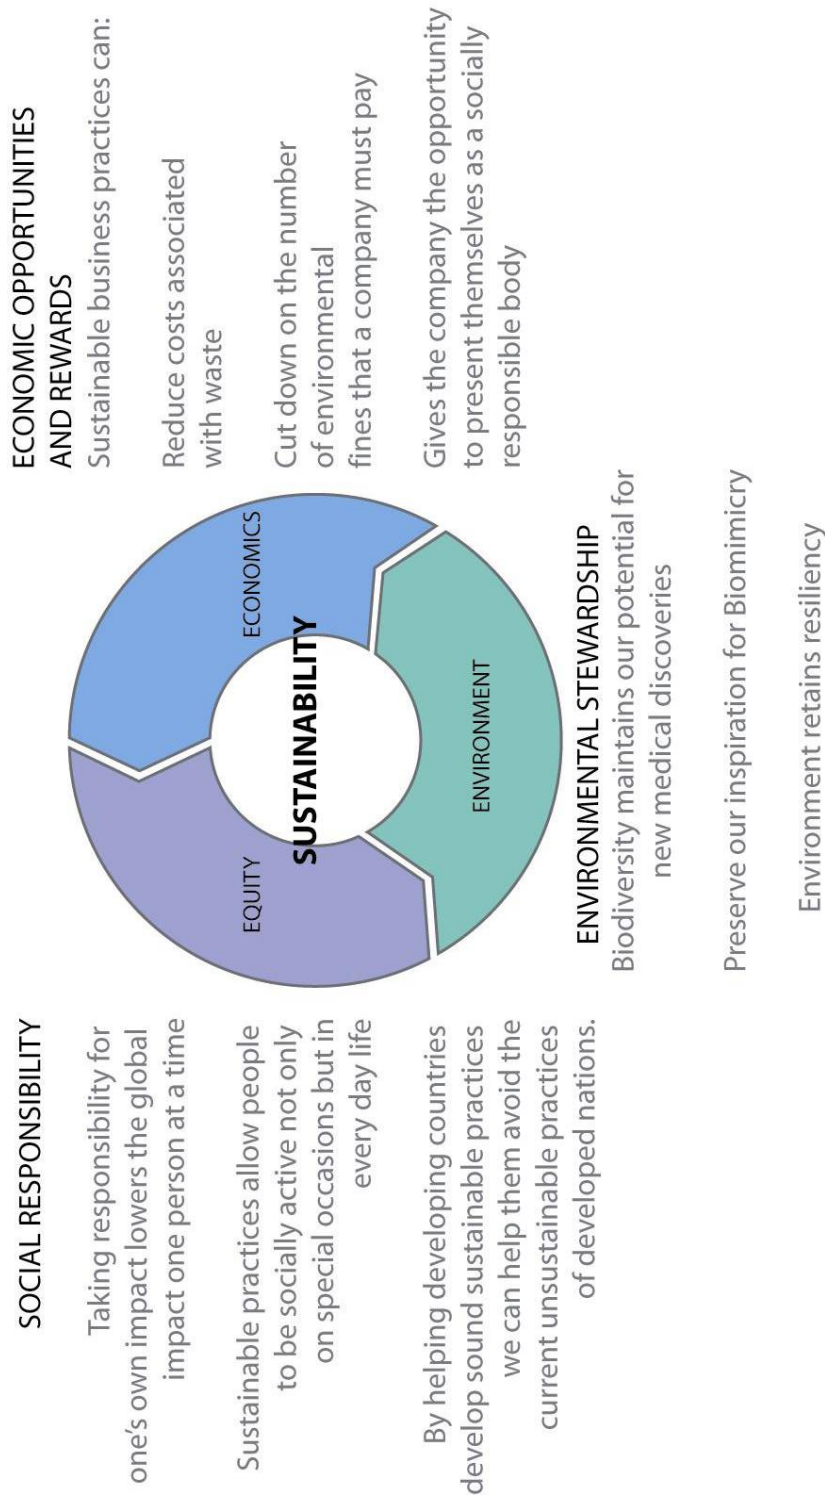 SOCIAL RESPONSIBILITY
Taking responsibility for
one's own impact lowers the global
impact one person at a time
Sustainable practices allow people
to be socially active not only
on special occasions but in
every day life
By helping developing countries
develop sound sustainable practices
we can help them avoid the
current unsustainable practices
of developed nations.
EQUITY
ECONOMICS
SUSTAINABILITY
ENVIRONMENT
ENVIRONMENTAL STEWARDSHIP
Biodiversity maintains our potential for
new medical discoveries
Preserve our inspiration for Biomimicry
Environment retains resiliency
ECONOMIC OPPORTUNITIES
AND REWARDS
Sustainable business practices can:
Reduce costs associated
with waste
Cut down on the number
of environmental
fines that a company must pay
Gives the company the opportunity
to present themselves as a socially
responsible body